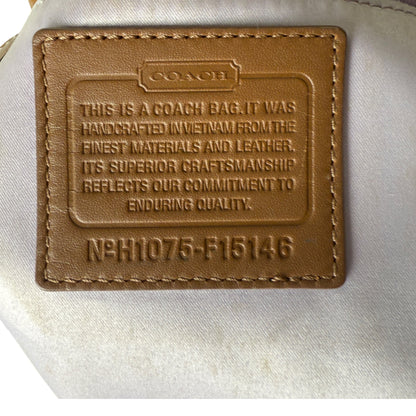 COACH
THIS IS A COACH BAG.IT WAS
HANDCRAFTED IN VIETNAM FROM THE
FINEST MATERIALS AND LEATHER.
ITS SUPERIOR CRAFTSMANSHIP
REFLECTS OUR COMMITMENT TO
ENDURING QUALITY.
NºH1075-F15146